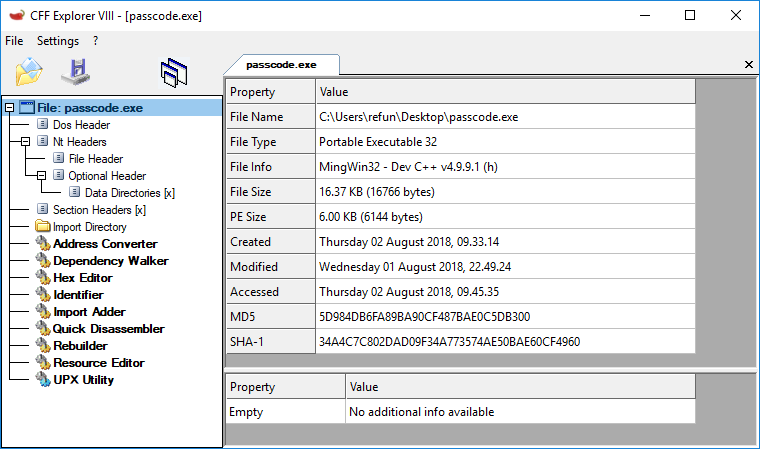 CFF Explorer VIII - [passcode.exe]
File Settings ?
passcode.exe
File: passcode.exe
Dos Header
Nt Headers
File Header
Optional Header
Data Directories [x]
Section Headers [x]
Import Directory
Address Converter
Dependency Walker
Hex Editor
Identifier
Import Adder
Quick Disassembler
Rebuilder
Resource Editor
UPX Utility
Property Value
File Name C:\Users\refun\Desktop\passcode.exe
File Type Portable Executable 32
File Info MingWin32 - Dev C++ v4.9.9.1 (h)
File Size 16.37 KB (16766 bytes)
PE Size 6.00 KB (6144 bytes)
Created Thursday 02 August 2018, 09.33.14
Modified Wednesday 01 August 2018, 22.49.24
Accessed Thursday 02 August 2018, 09.45.35
MD5 5D984DB6FA89BA90CF487BAE0C5DB300
SHA-1 34A4C7C802DAD09F34A773574AE50BAE60CF4960
Property Value
Empty No additional info available